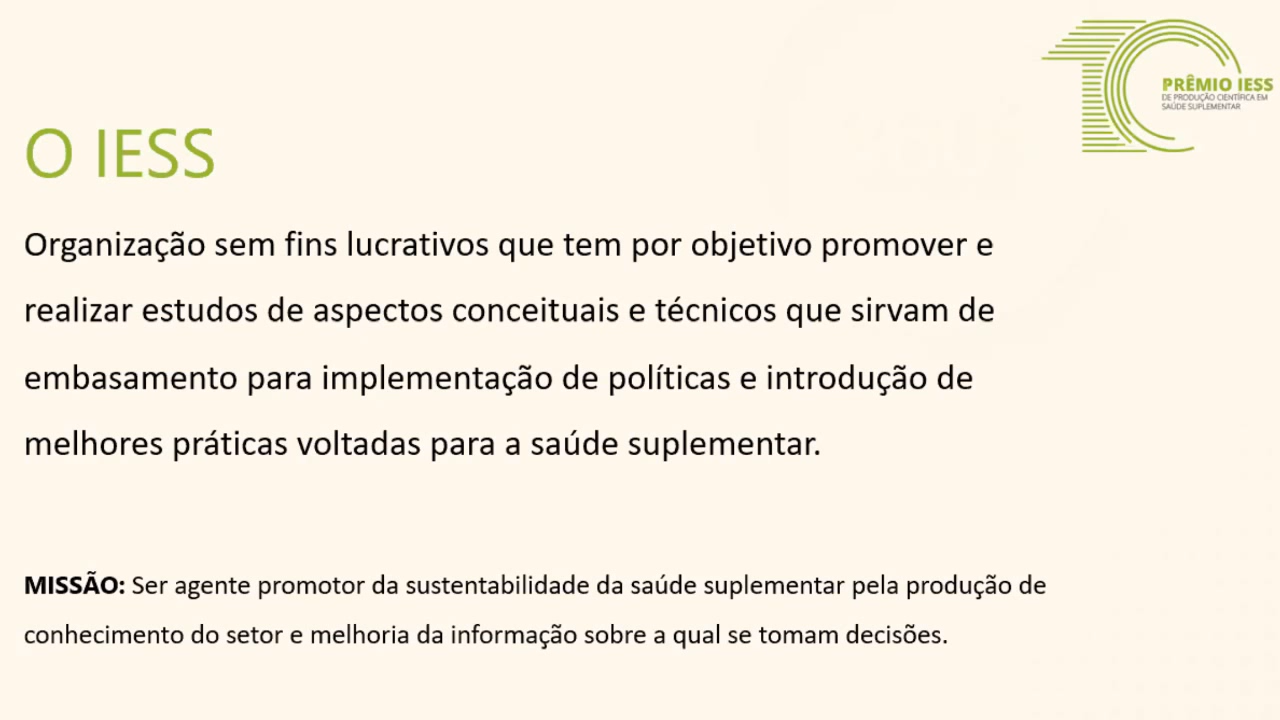 PRÊMIO IESS
DE PRODUÇÃO CIENTÍFICA EM
SAÚDE SUPLEMENTAR
O IESS
Organização sem fins lucrativos que tem por objetivo promover e
realizar estudos de aspectos conceituais e técnicos que sirvam de
embasamento para implementação de políticas e introdução de
melhores práticas voltadas para a saúde suplementar.
MISSÃO: Ser agente promotor da sustentabilidade da saúde suplementar pela produção de
conhecimento do setor e melhoria da informação sobre a qual se tomam decisões.